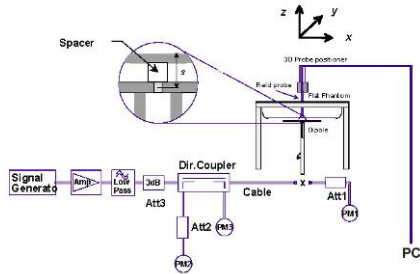 z
y
x
Spacer
s
3D Probe positioner
Field probe
Flat Phantom
Dipole
Signal
Generato
Amp
Low
Pass
3dB
Att3
Dir.Coupler
Cable
x
Att1
PM1
Att2
PM3
PM2
PC